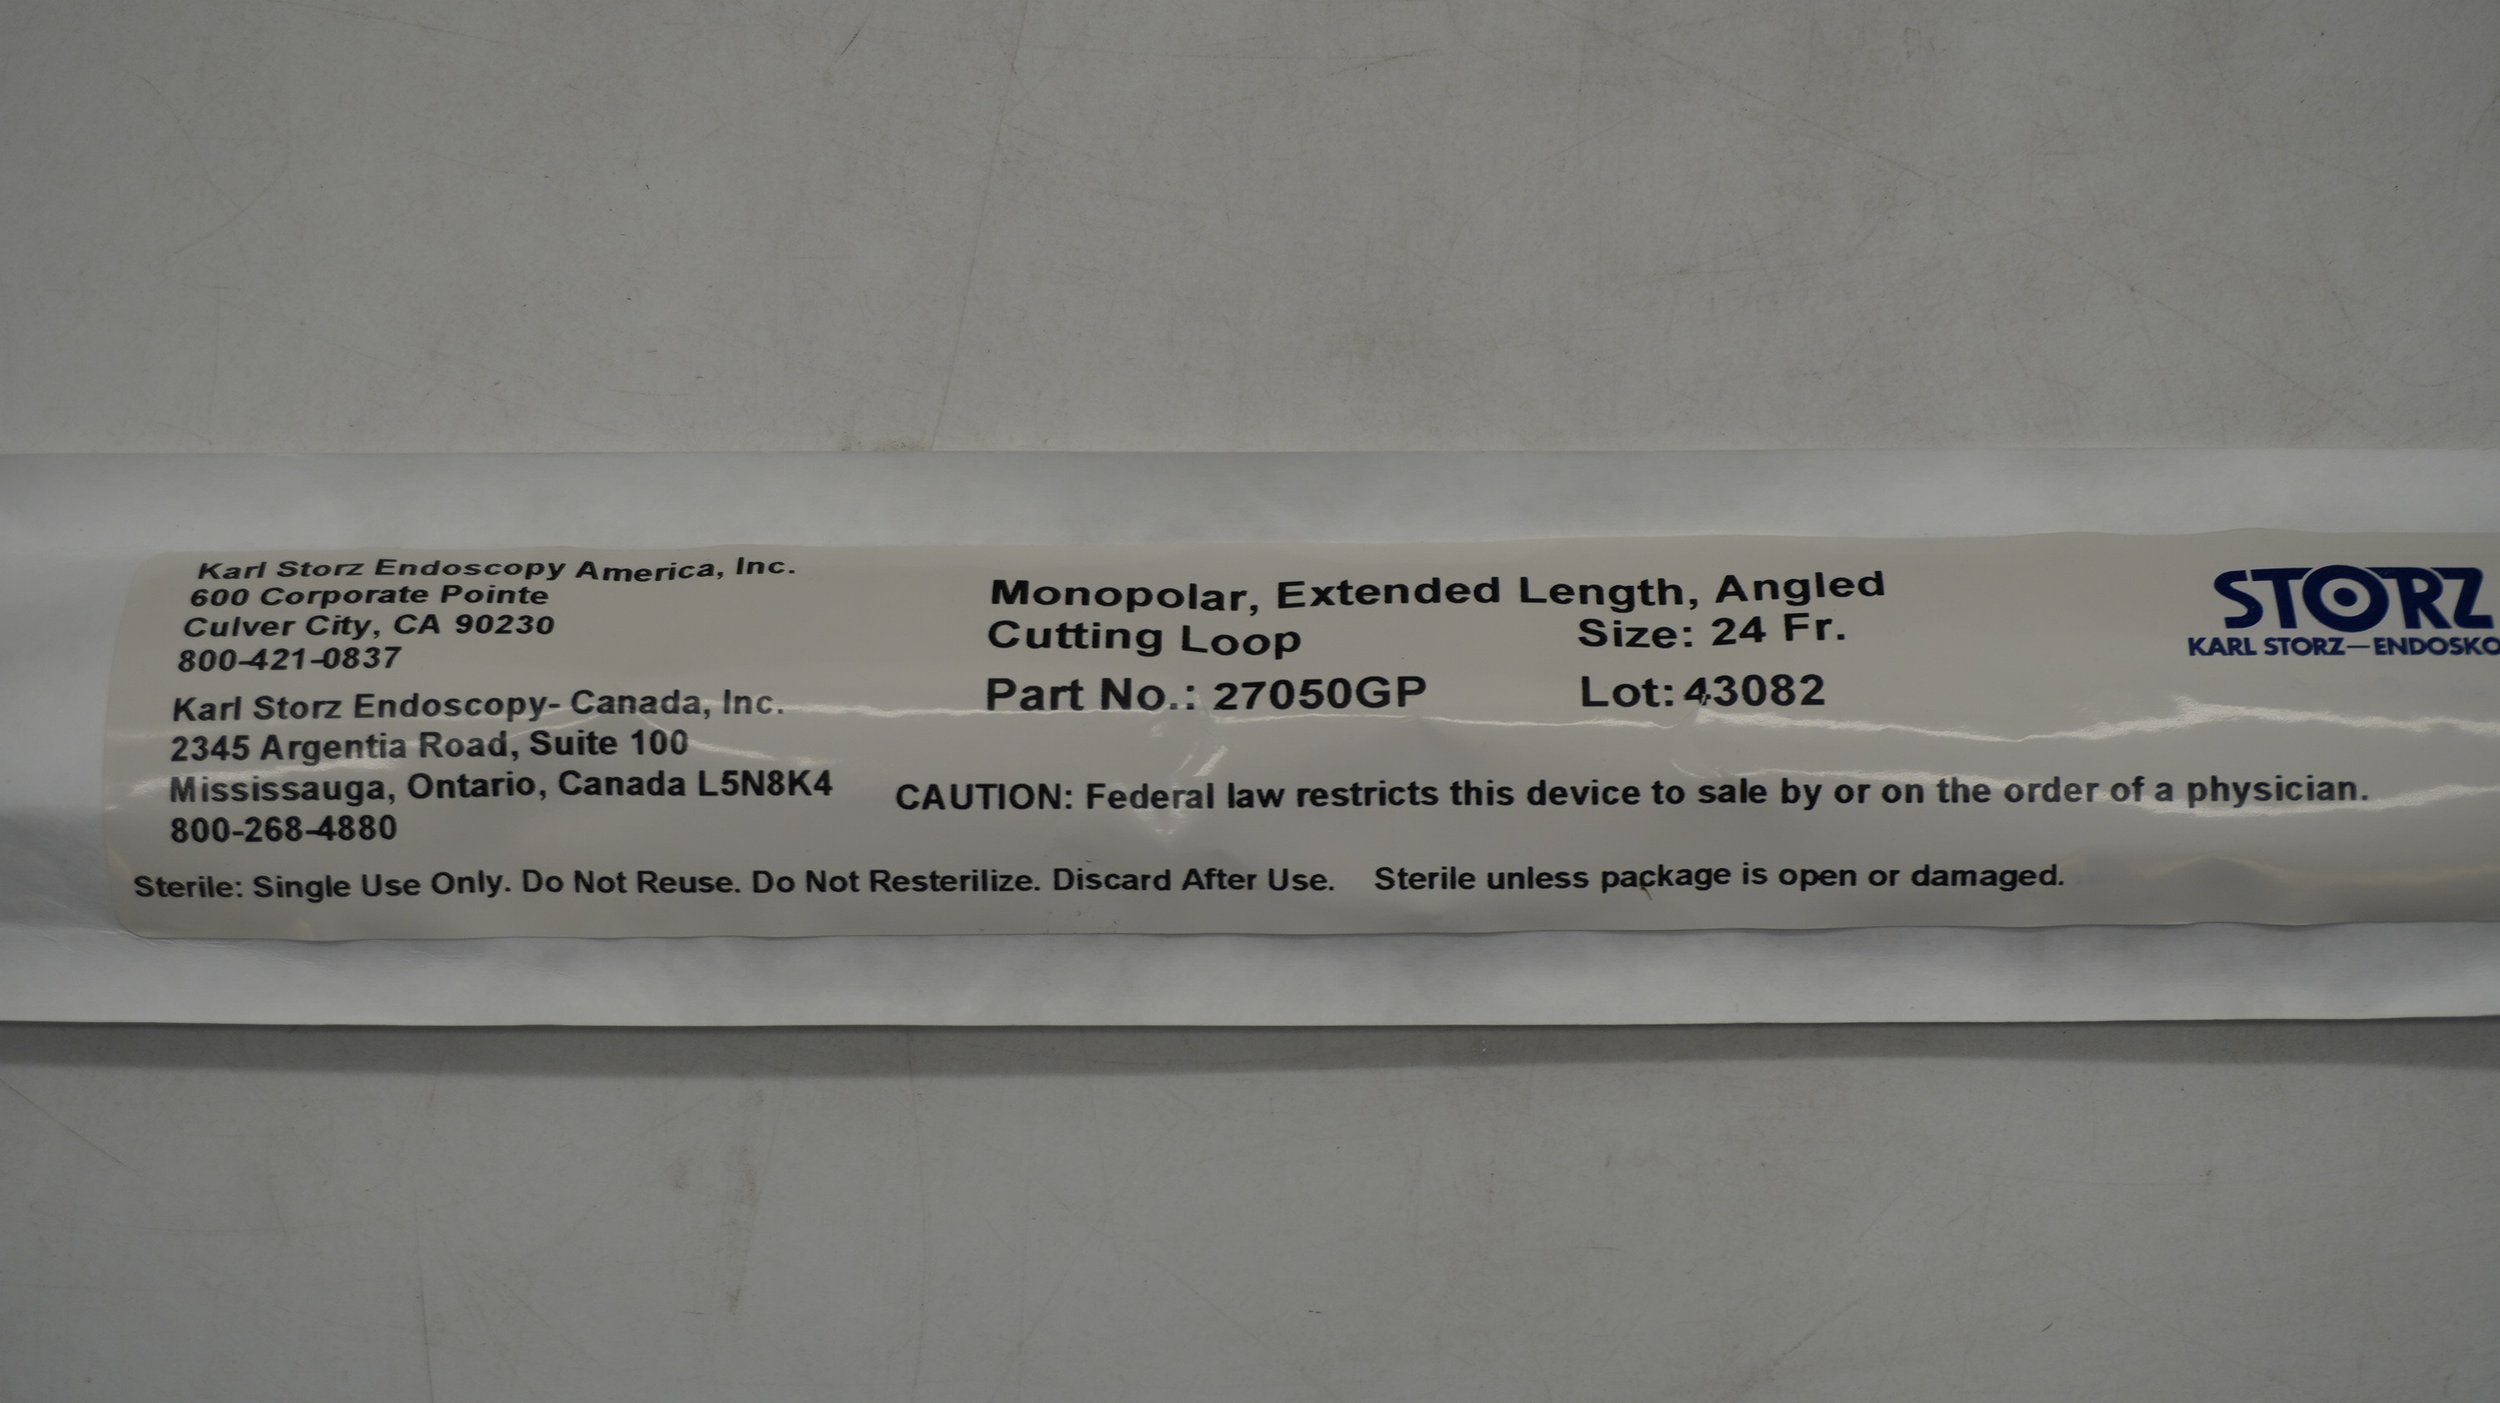 Karl Storz Endoscopy America, Inc.
600 Corporate Pointe
Culver City, CA 90230
800-421-0837
Karl Storz Endoscopy- Canada, Inc.
2345 Argentia Road, Suite 100
Mississauga, Ontario, Canada L5N8K4
800-268-4880
Monopolar, Extended Length, Angled
Cutting Loop Size: 24 Fr.
Part No.: 27050GP Lot: 43082
STORZ
KARL STORZ—ENDOSKO
CAUTION: Federal law restricts this device to sale by or on the order of a physician.
Sterile: Single Use Only. Do Not Reuse. Do Not Resterilize. Discard After Use. Sterile unless package is open or damaged.